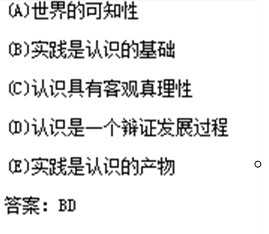 (A)世界的可知性
(B)实践是认识的基础
(C)认识具有客观真理性
(D)认识是一个辩证发展过程
(E)实践是认识的产物
。
答案：BD